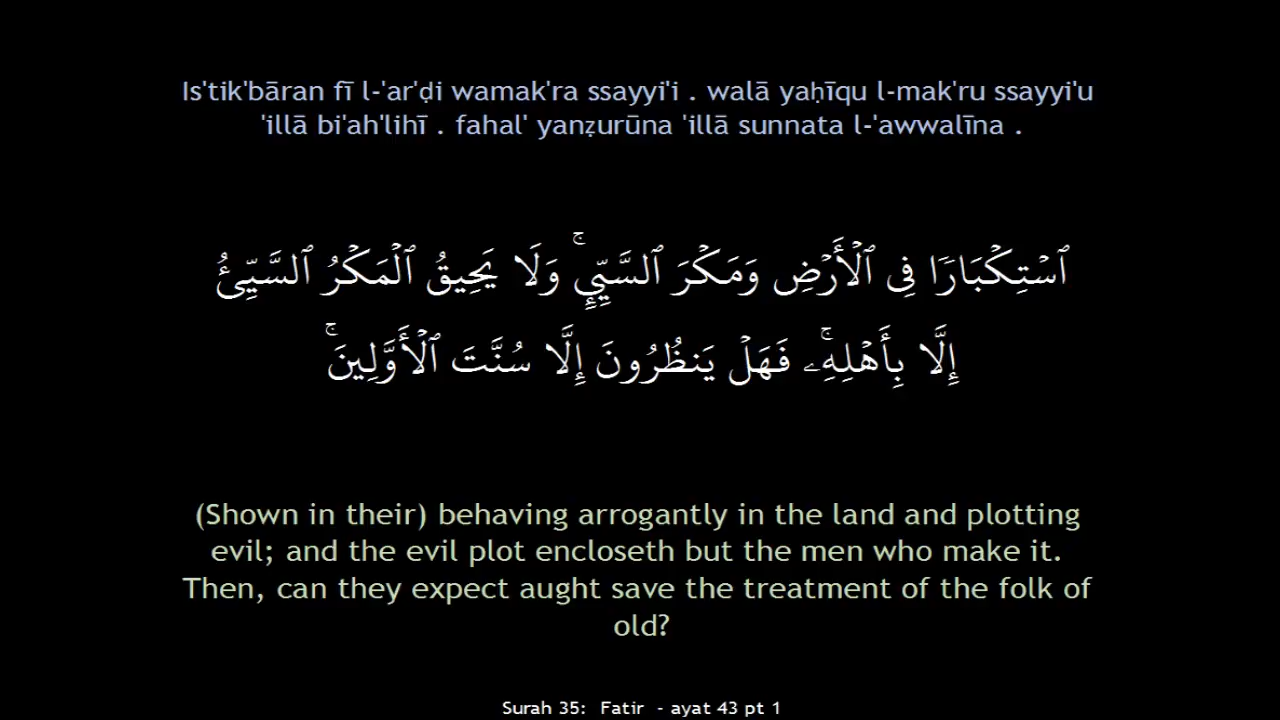 Is'tik'bāran fī l-'ar'ḍi wamak'ra ssayyi'i . walā yaḥīqu l-mak'ru ssayyi'u
'illā bi'ah'lihī . fahal' yanẓurūna 'illā sunnata l-'awwalīna .
ٱسْتِكْبَارًا فِى ٱلْأَرْضِ وَمَكْرَ ٱلسَّيِّئِ ۚ وَلَا يَحِيقُ ٱلْمَكْرُ ٱلسَّيِّئُ
إِلَّا بِأَهْلِهِۦ ۚ فَهَلْ يَنظُرُونَ إِلَّا سُنَّتَ ٱلْأَوَّلِينَ ۚ
(Shown in their) behaving arrogantly in the land and plotting
evil; and the evil plot encloseth but the men who make it.
Then, can they expect aught save the treatment of the folk of
old?
Surah 35:  Fatir  - ayat 43 pt 1